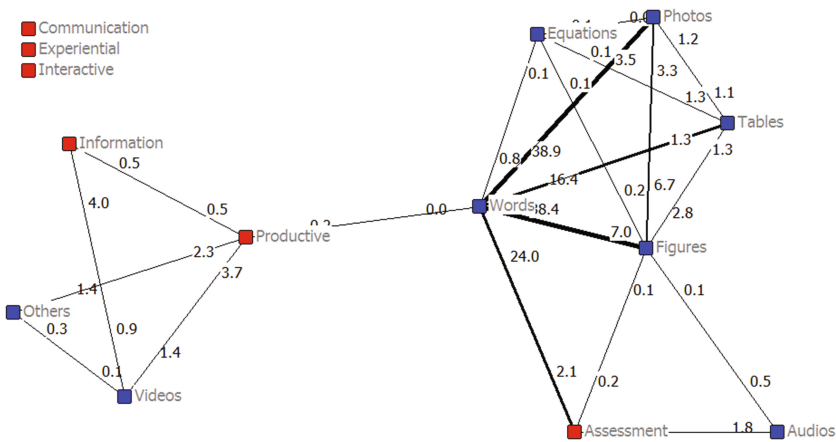 Communication
Experiential
Interactive
Photos
Equations
0.1
1.2
0.1
3.5
3.3
0.1
0.1
1.3
1.1
Tables
Information
0.5
1.3
1.3
0.8
38.9
16.4
4.0
0.5
0.2
6.7
2.8
Words
0.0
Productive
7.0
Figures
2.3
3.7
24.0
1.4
0.1
0.1
Others
0.3
0.9
1.4
0.1
2.1
0.2
0.5
Videos
Assessment
1.8
Audios